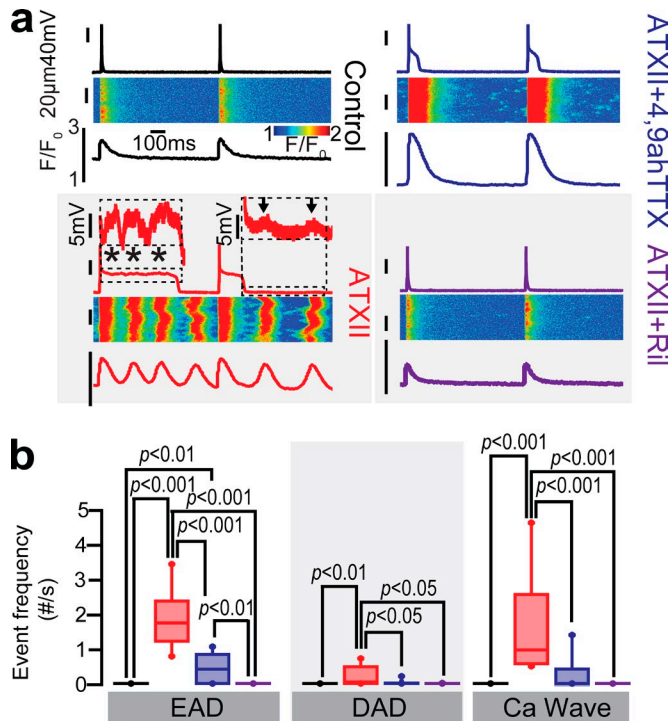 a
20µm40mV
Control
ATXII+4,9ahTTX
F/F0
3
1
100ms
1 2
F/F0
5mV
5mV
* * *
ATXII
ATXII+Ril
b
Event frequency
(#/s)
5
4
3
2
1
0
p<0.01
p<0.001
p<0.001
p<0.001
p<0.01
p<0.01
p<0.05
p<0.05
p<0.001
p<0.001
p<0.001
EAD
DAD
Ca Wave